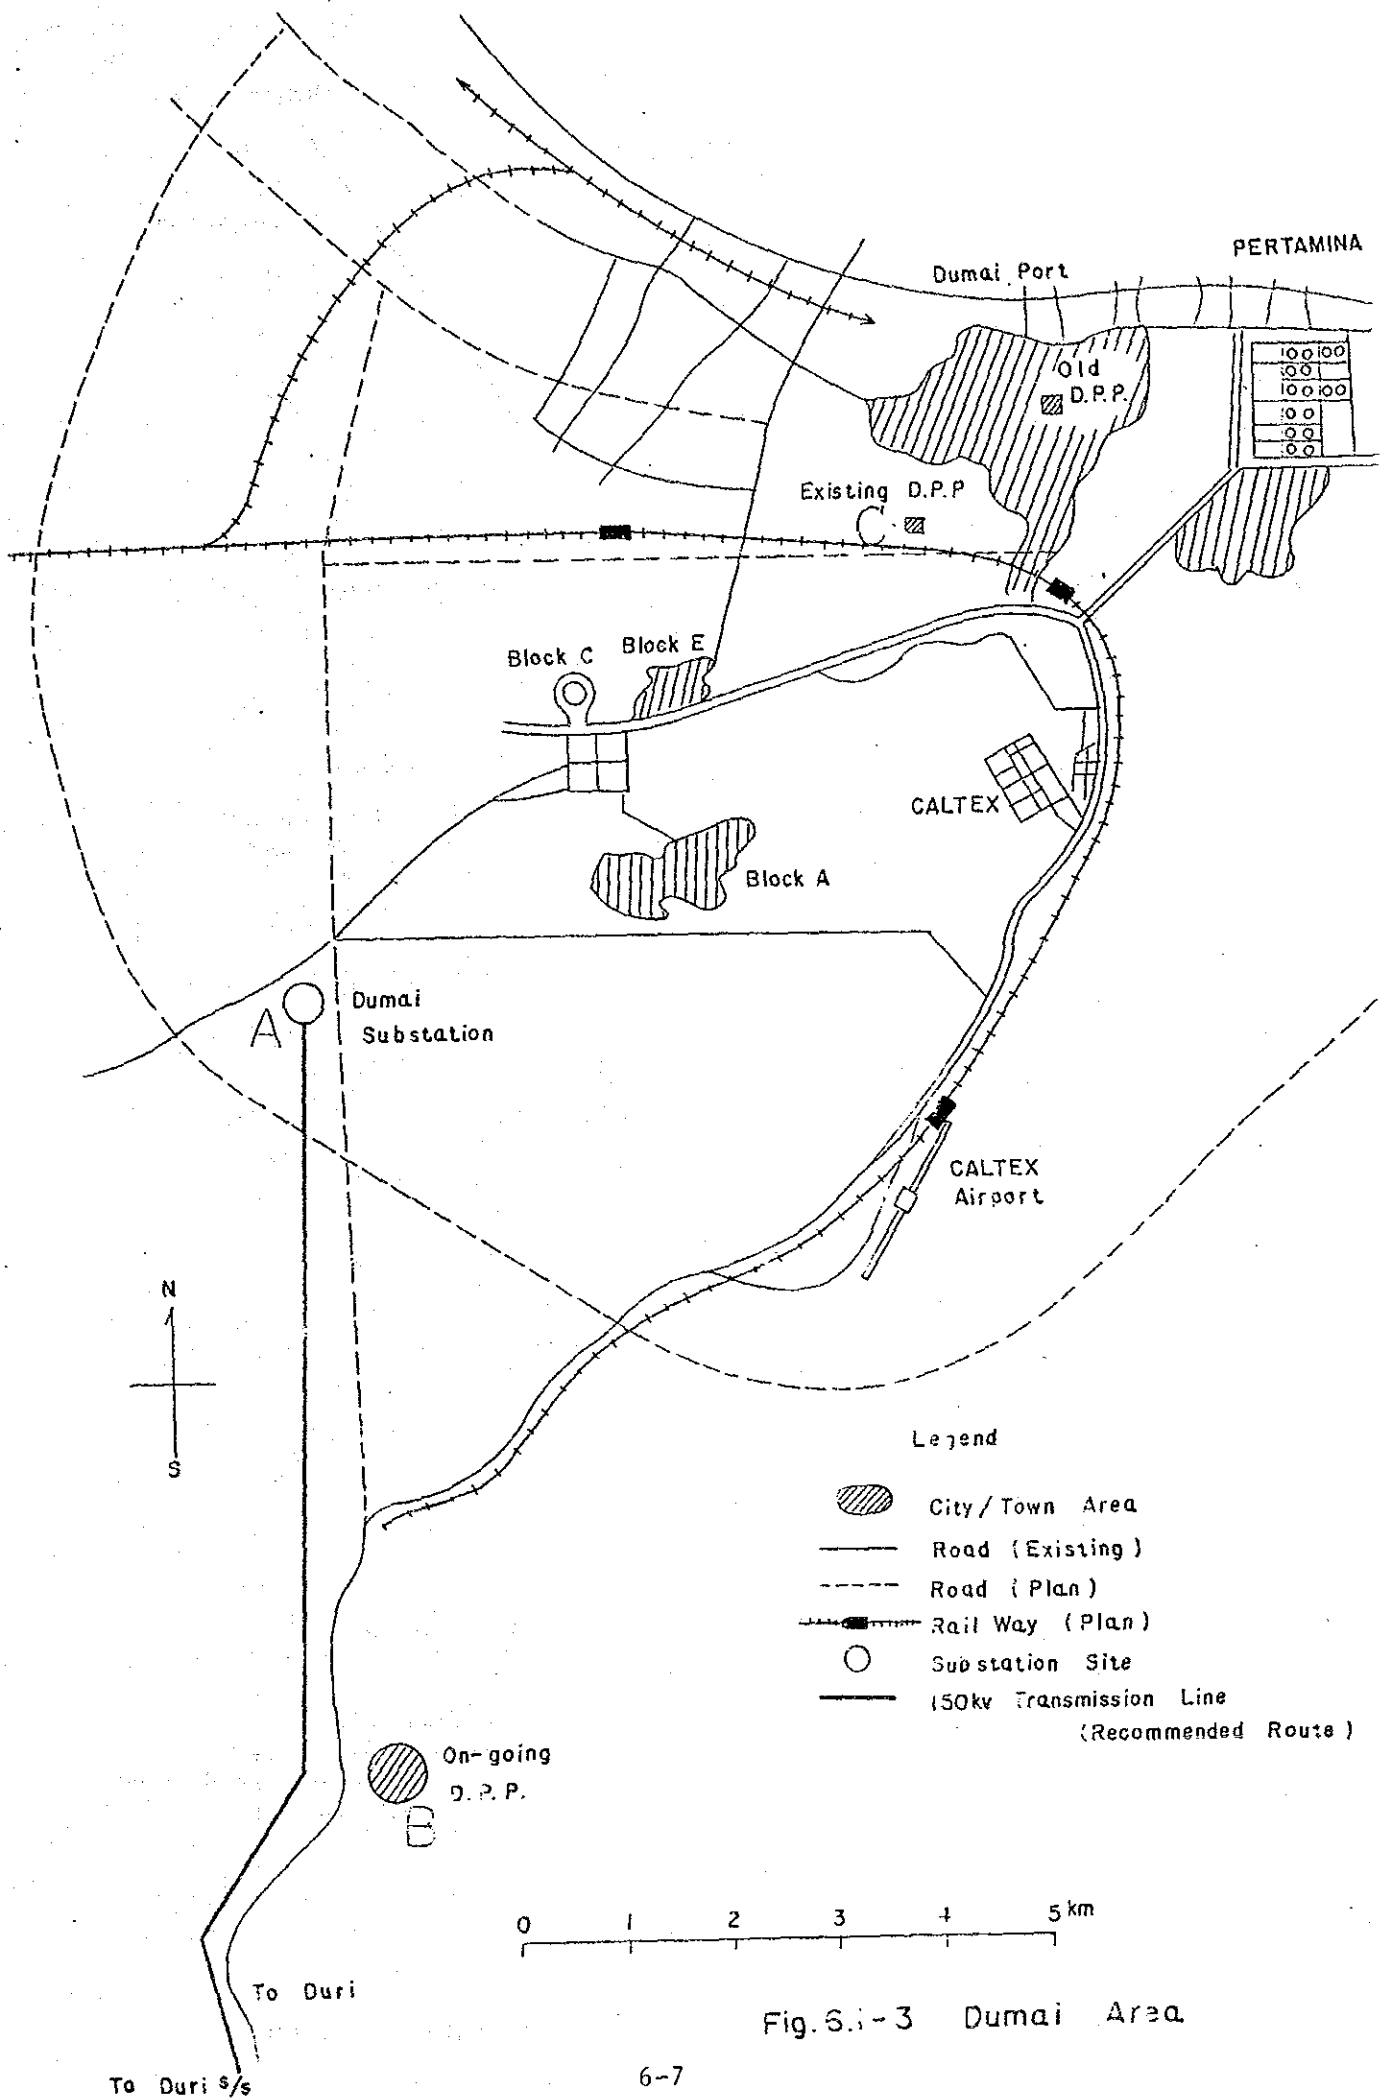 PERTAMINA
Dumai Port
Old
D.P.P.
Existing D.P.P
C
Block E
Block C
CALTEX
Block A
Dumai
Substation
A
CALTEX
Airport
N
S
Legend
City/Town Area
Road (Existing)
Road (Plan)
Rail Way (Plan)
Substation Site
150kv Transmission Line
(Recommended Route)
On-going
D.P.P.
B
0 1 2 3 4 5 km
To Duri
Fig. 6.1-3 Dumai Area
To Duri s/s
6-7